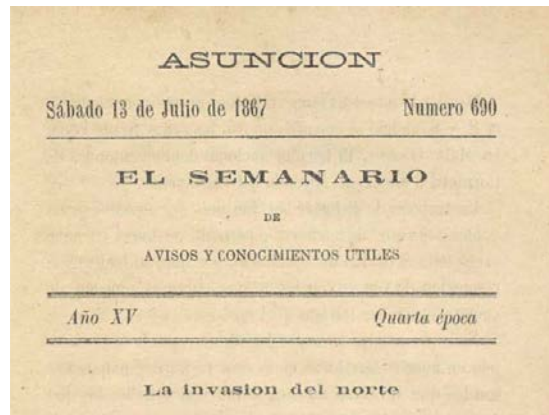 ASUNCION
Sábado 13 de Julio de 1867 Numero 690
EL SEMANARIO
DE
AVISOS Y CONOCIMIENTOS UTILES
Año XV Quarta época
La invasion del norte